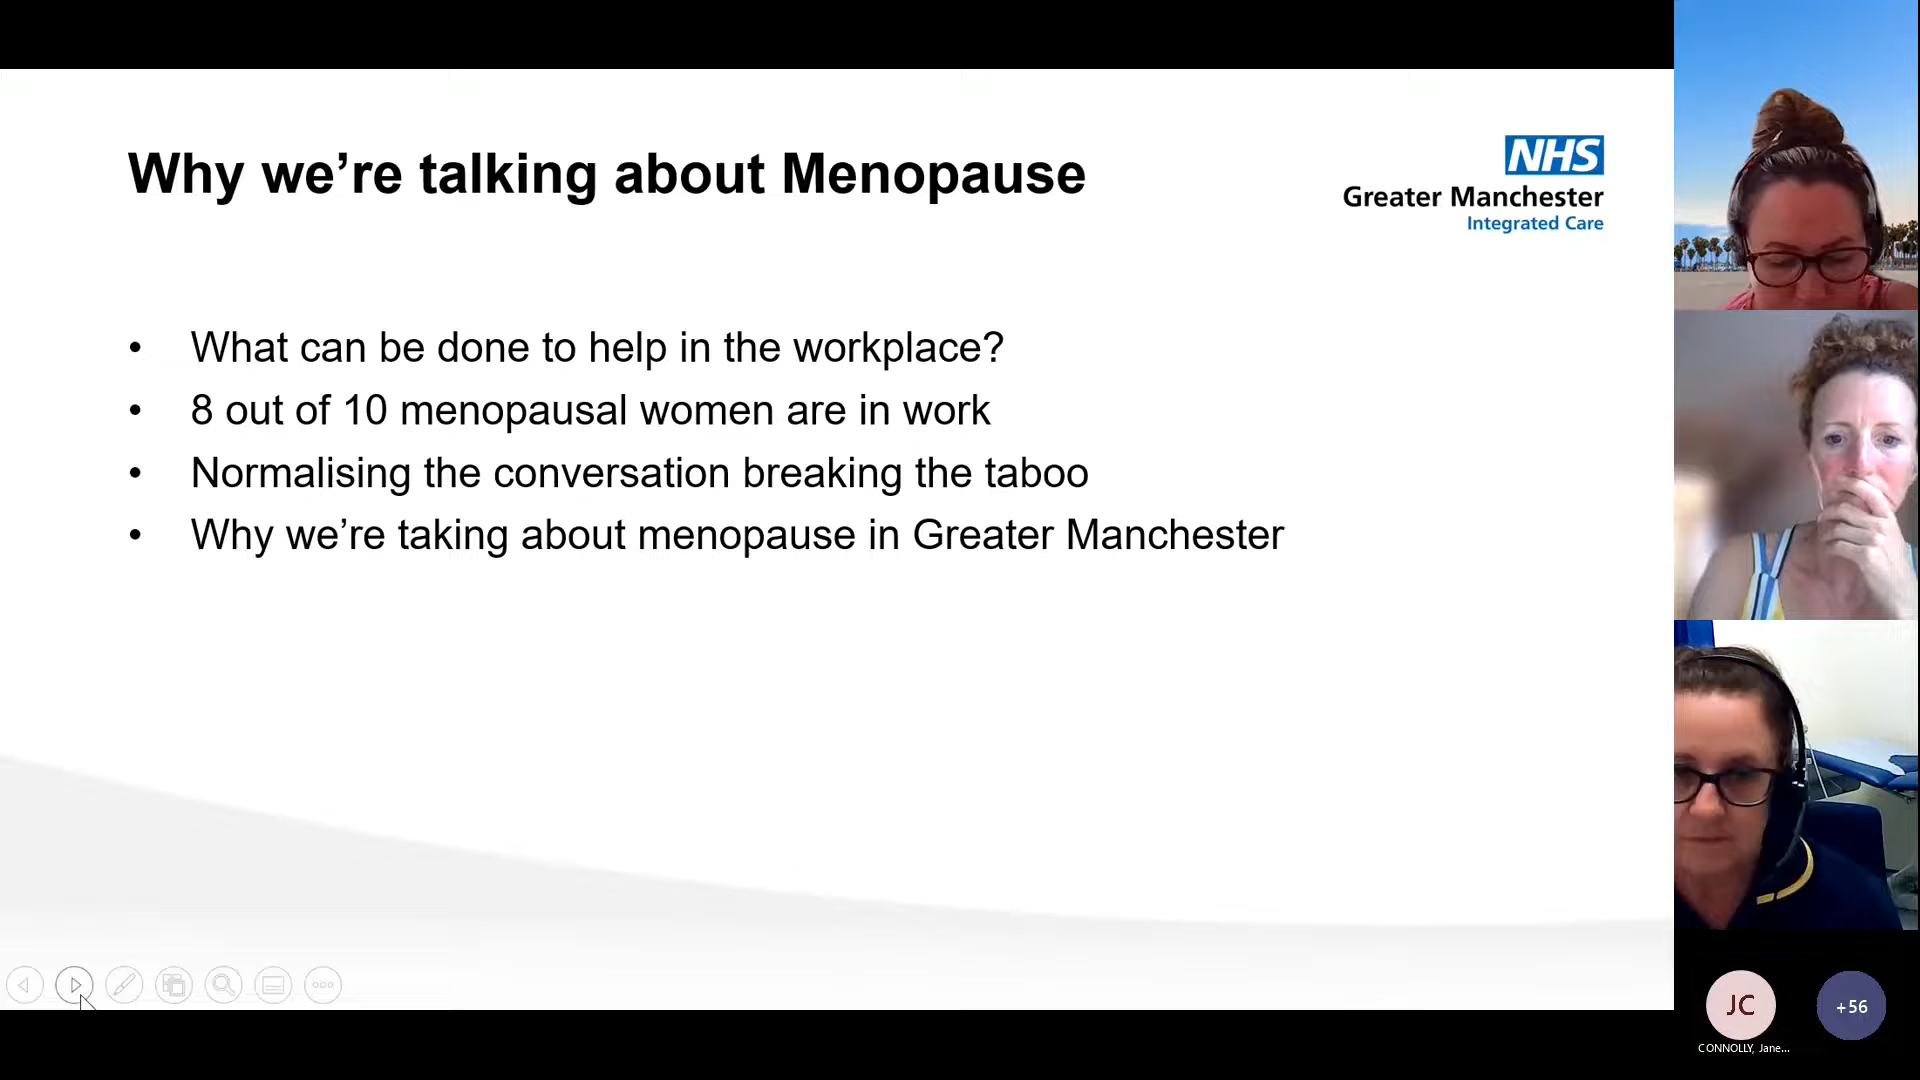 Why we’re talking about Menopause
NHS
Greater Manchester
Integrated Care
• What can be done to help in the workplace?
• 8 out of 10 menopausal women are in work
• Normalising the conversation breaking the taboo
• Why we’re taking about menopause in Greater Manchester
JC
+56
CONNOLLY, Jane...